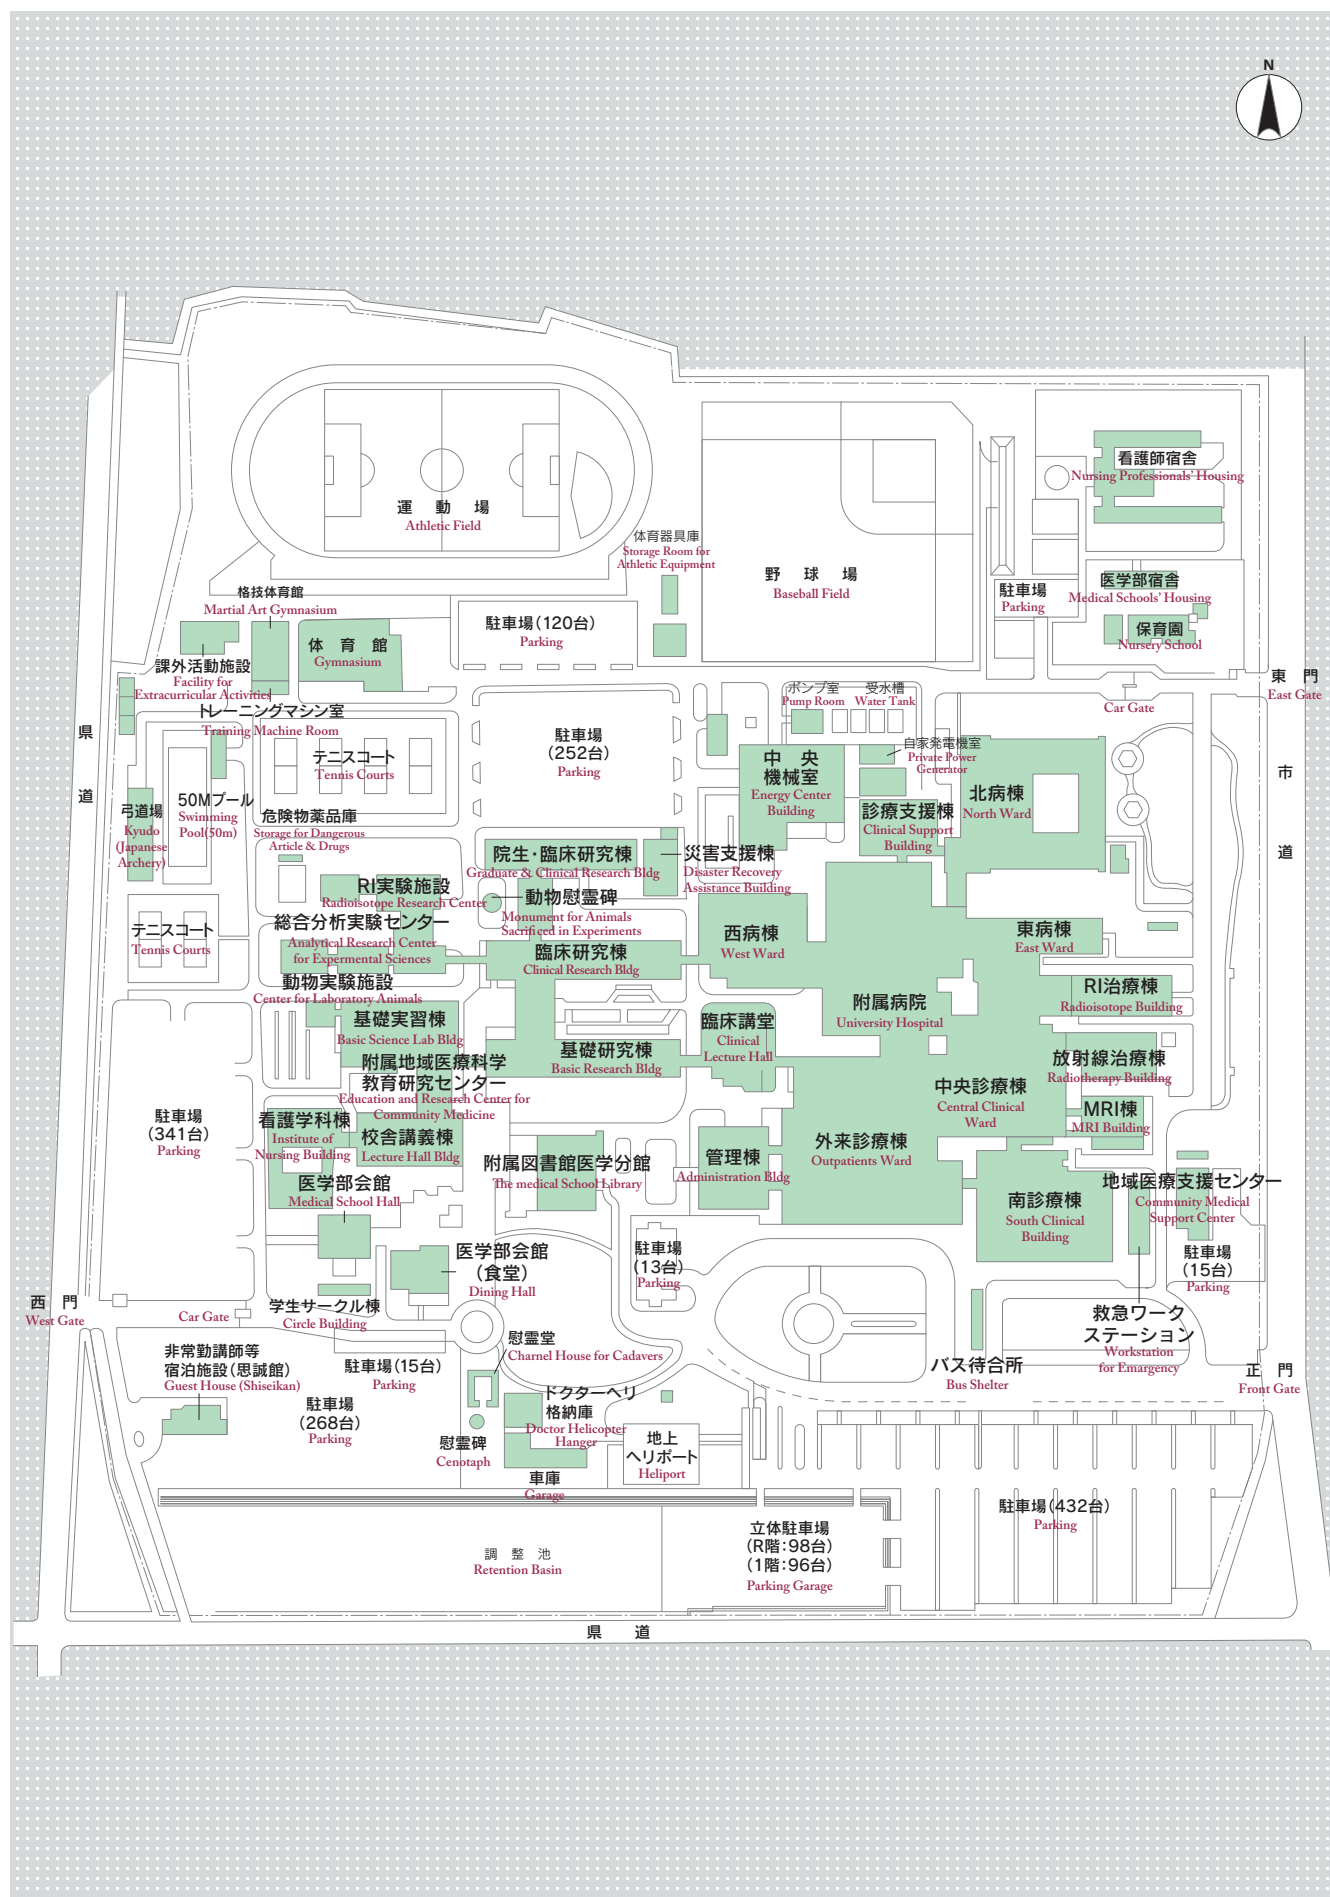 N
看護師宿舎
Nursing Professionals' Housing
運 動 場
Athletic Field
体育器具庫
Storage Room for
Athletic Equipment
野 球 場
Baseball Field
駐車場
Parking
医学部宿舎
Medical Schools' Housing
保育園
Nursery School
格技体育館
Martial Art Gymnasium
体 育 館
Gymnasium
駐車場(120台)
Parking
課外活動施設
Facility for
Extracurricular Activities
東 門
East Gate
Car Gate
トレーニングマシン室
Training Machine Room
県
道
ポンプ室
Pump Room
受水槽
Water Tank
自家発電機室
Private Power
Generator
駐車場
(252台)
Parking
テニスコート
Tennis Courts
中 央
機械室
Energy Center
Building
北病棟
North Ward
市
道
弓道場
Kyudo
(Japanese
Archery)
50Mプール
Swimming
Pool(50m)
危険物薬品庫
Storage for Dangerous
Article & Drugs
診療支援棟
Clinical Support
Building
院生・臨床研究棟
Graduate & Clinical Research Bldg
災害支援棟
Disaster Recovery
Assistance Building
RI実験施設
Radioisotope Research Center
動物慰霊碑
Monument for Animals
Sacrificed in Experiments
テニスコート
Tennis Courts
総合分析実験センター
Analytical Research Center
for Expermental Sciences
西病棟
West Ward
東病棟
East Ward
臨床研究棟
Clinical Research Bldg
動物実験施設
Center for Laboratory Animals
RI治療棟
Radioisotope Building
附属病院
University Hospital
基礎実習棟
Basic Science Lab Bldg
臨床講堂
Clinical
Lecture Hall
基礎研究棟
Basic Research Bldg
放射線治療棟
Radiotherapy Building
附属地域医療科学
教育研究センター
Education and Research Center for
Community Medicine
中央診療棟
Central Clinical
Ward
MRI棟
MRI Building
駐車場
(341台)
Parking
看護学科棟
Institute of
Nursing Building
校舎講義棟
Lecture Hall Bldg
外来診療棟
Outpatients Ward
附属図書館医学分館
The medical School Library
管理棟
Administration Bldg
医学部会館
Medical School Hall
南診療棟
South Clinical
Building
地域医療支援センター
Community Medical
Support Center
医学部会館
(食堂)
Dining Hall
駐車場
(13台)
Parking
駐車場
(15台)
Parking
西 門
West Gate
Car Gate
学生サークル棟
Circle Building
救急ワーク
ステーション
Workstation
for Emargency
非常勤講師等
宿泊施設(思誠館)
Guest House (Shiseikan)
駐車場(15台)
Parking
慰霊堂
Charnel House for Cadavers
バス待合所
Bus Shelter
正 門
Front Gate
駐車場
(268台)
Parking
ドクターヘリ
格納庫
Doctor Helicopter
Hanger
慰霊碑
Cenotaph
地上
ヘリポート
Heliport
車庫
Garage
駐車場(432台)
Parking
立体駐車場
(R階:98台)
(1階:96台)
Parking Garage
調 整 池
Retention Basin
県 道